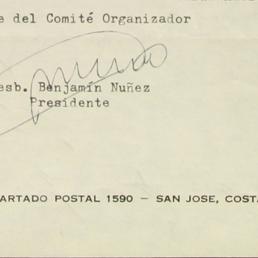 e del Comité Organizador
esb. Benjamín Nuñez
Presidente
ARTADO POSTAL 1590 — SAN JOSE, COSTA